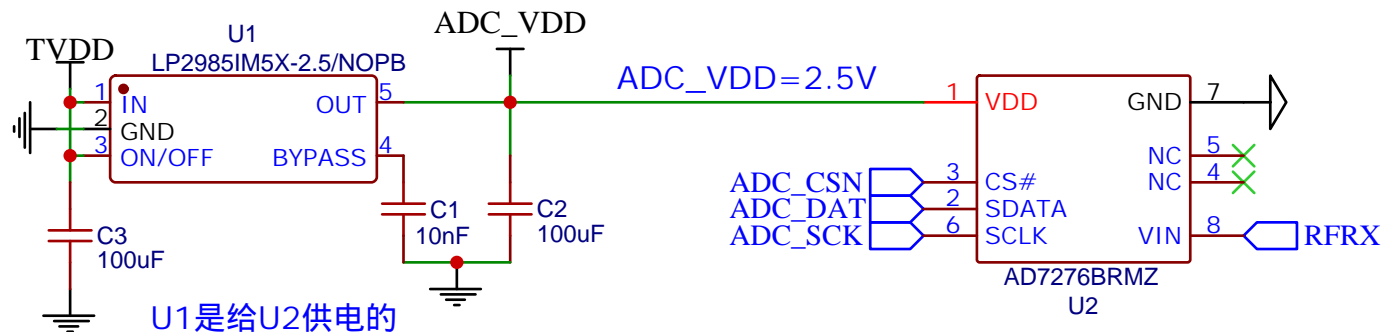 ADC_VDD
U1
TVDD
LP2985IM5X-2.5/NOPB
ADC_VDD=2.5V
1 IN
OUT 5
2 GND
3 ON/OFF
BYPASS 4
1 VDD
GND 7
NC 5
NC 4
ADC_CSN 3 CS#
ADC_DAT 2 SDATA
ADC_SCK 6 SCLK
VIN 8 RFRX
C1
10nF
C2
100uF
C3
100uF
AD7276BRMZ
U2
U1是给U2供电的